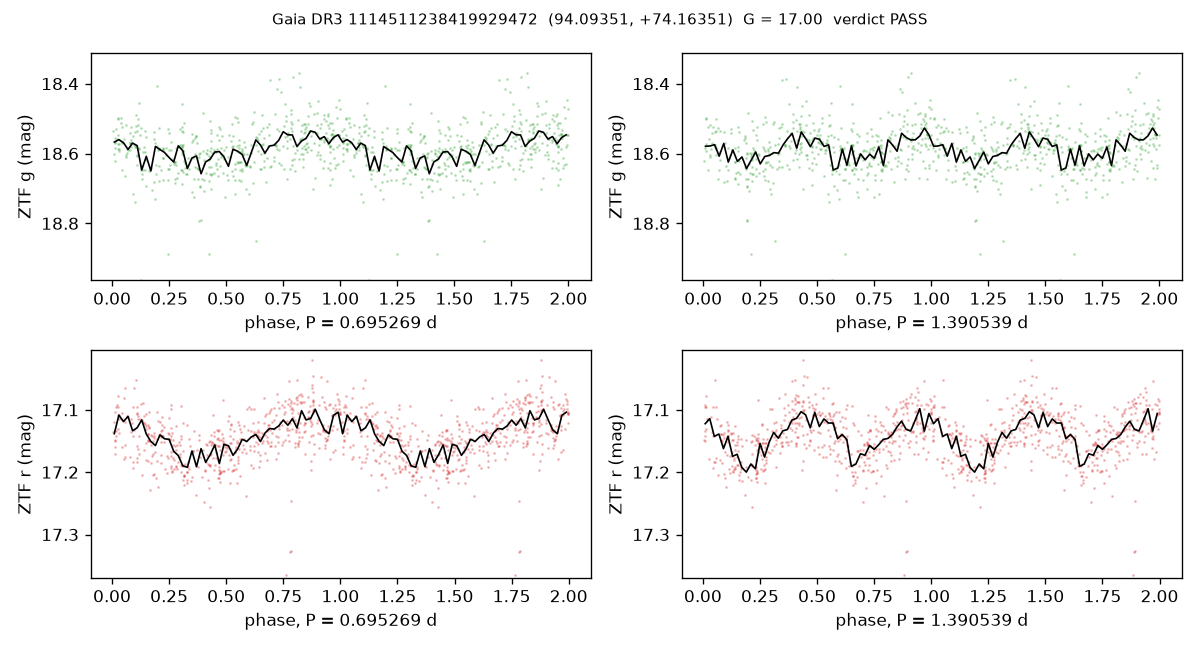 Gaia DR3 1114511238419929472 (94.09351, +74.16351) G = 17.00 verdict PASS
ZTF g (mag)
18.4
18.6
18.8
0.00 0.25 0.50 0.75 1.00 1.25 1.50 1.75 2.00
phase, P = 0.695269 d
ZTF g (mag)
18.4
18.6
18.8
0.00 0.25 0.50 0.75 1.00 1.25 1.50 1.75 2.00
phase, P = 1.390539 d
ZTF r (mag)
17.1
17.2
17.3
0.00 0.25 0.50 0.75 1.00 1.25 1.50 1.75 2.00
phase, P = 0.695269 d
ZTF r (mag)
17.1
17.2
17.3
0.00 0.25 0.50 0.75 1.00 1.25 1.50 1.75 2.00
phase, P = 1.390539 d